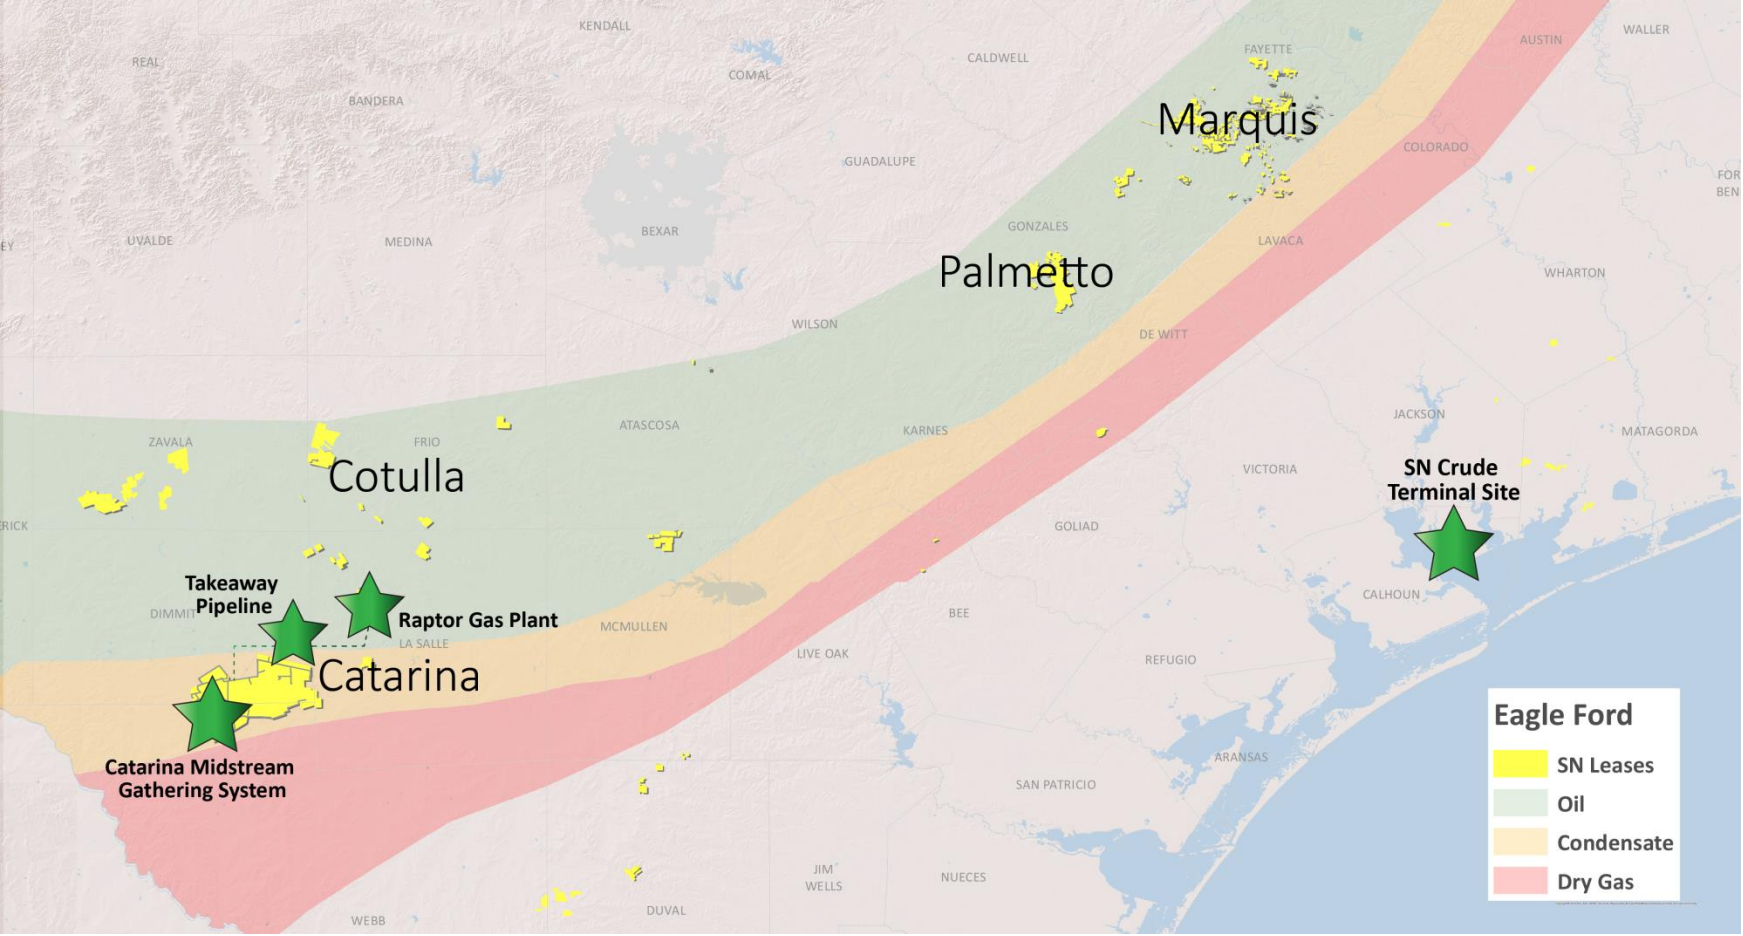 KENDALL
WALLER
AUSTIN
FAYETTE
CALDWELL
REAL
COMAL
BANDERA
Marquis
COLORADO
GUADALUPE
FOR
BEN
GONZALES
BEXAR
UVALDE
MEDINA
EY
LAVACA
Palmetto
WHARTON
WILSON
DE WITT
JACKSON
ATASCOSA
KARNES
MATAGORDA
ZAVALA
FRIO
Cotulla
VICTORIA
SN Crude
Terminal Site
ERICK
GOLIAD
Takeaway
Pipeline
CALHOUN
DIMMIT
Raptor Gas Plant
BEE
MCMULLEN
LA SALLE
LIVE OAK
REFUGIO
Catarina
Eagle Ford
SN Leases
Oil
Condensate
Dry Gas
ARANSAS
Catarina Midstream
Gathering System
SAN PATRICIO
JIM
WELLS
NUECES
DUVAL
WEBB